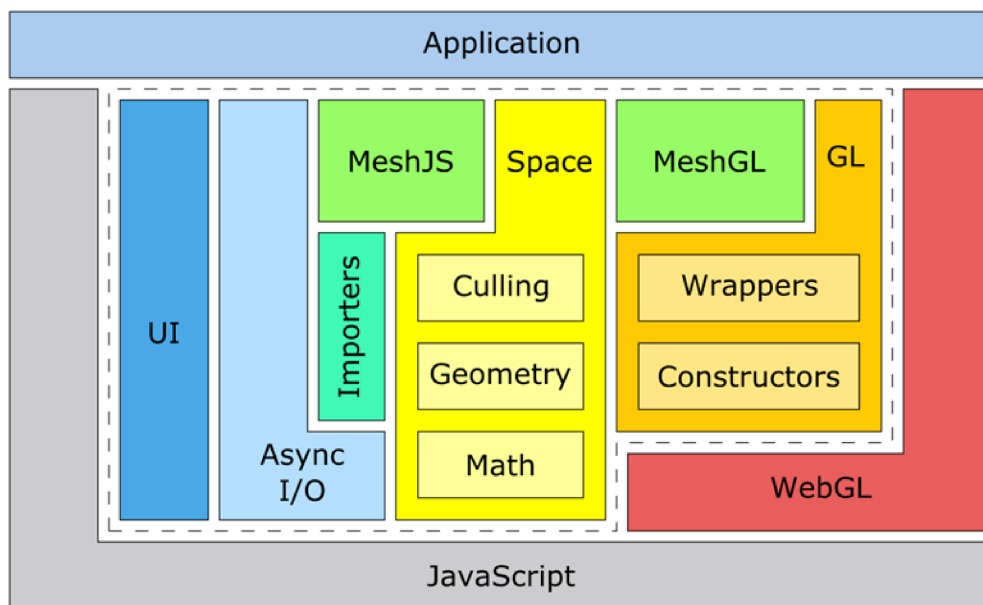 Application
MeshJS
Space
MeshGL
GL
UI
Importers
Culling
Geometry
Math
Wrappers
Constructors
Async
I/O
WebGL
JavaScript